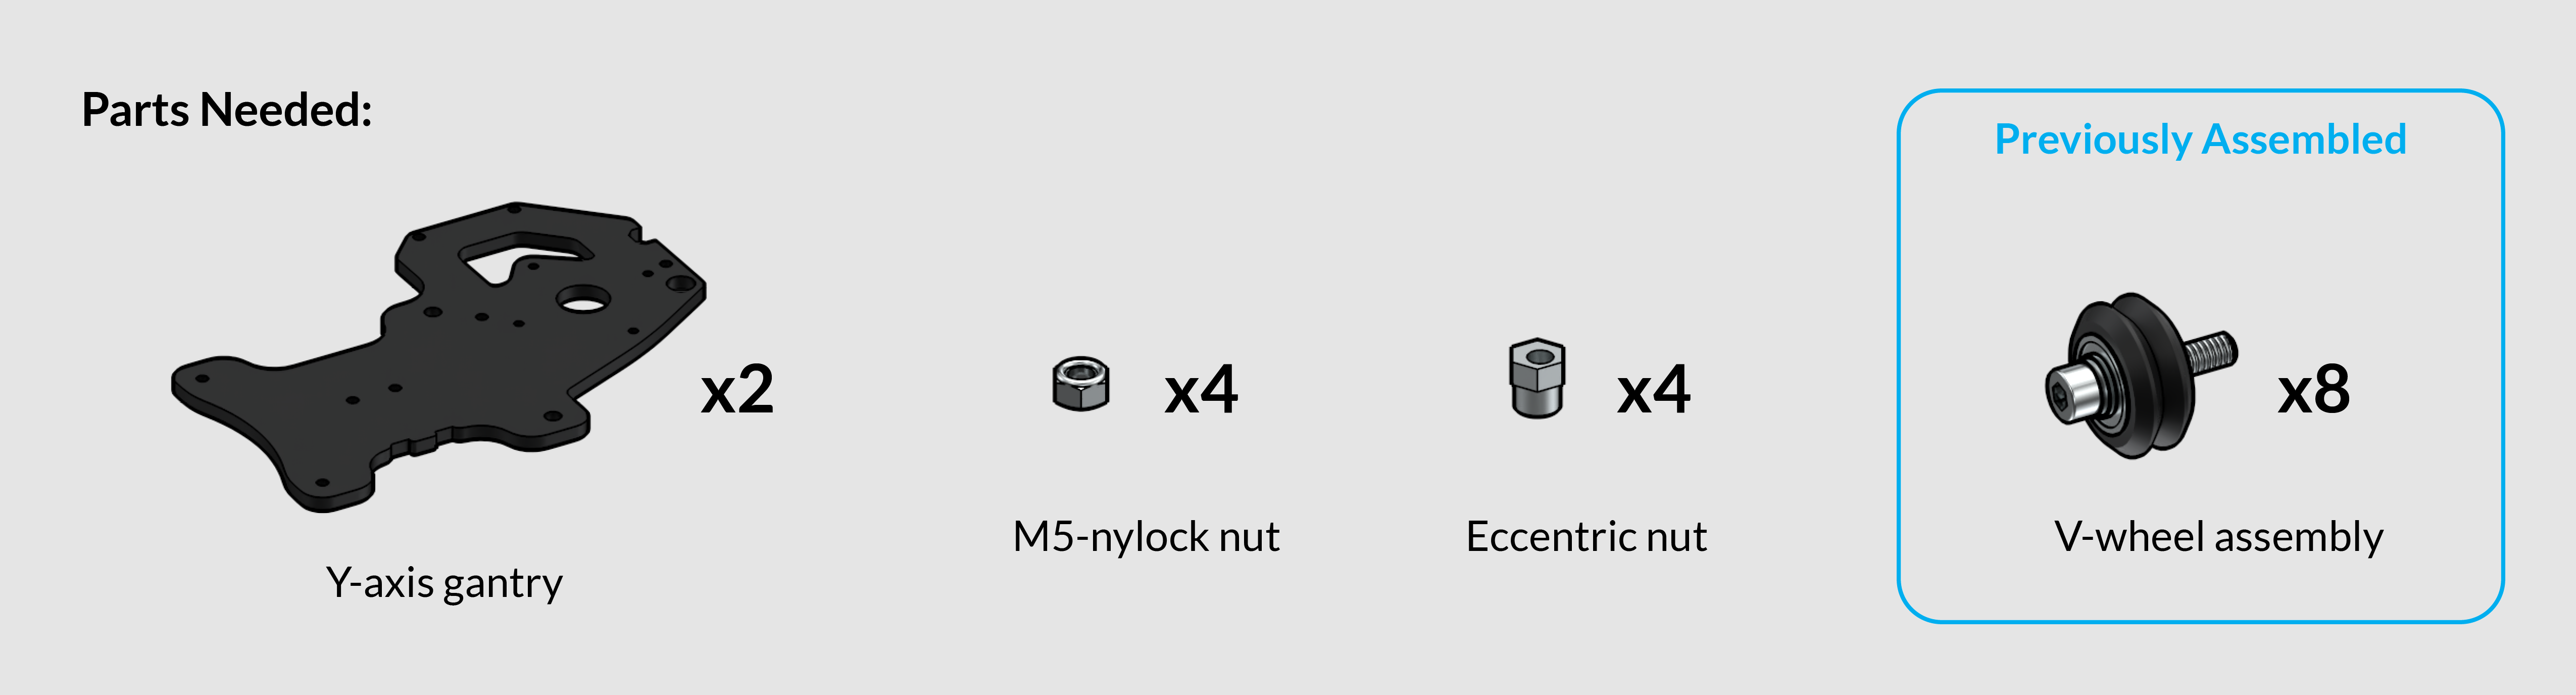 Parts Needed:
Previously Assembled
x2
x4
x4
x8
Y-axis gantry
M5-nylock nut
Eccentric nut
V-wheel assembly